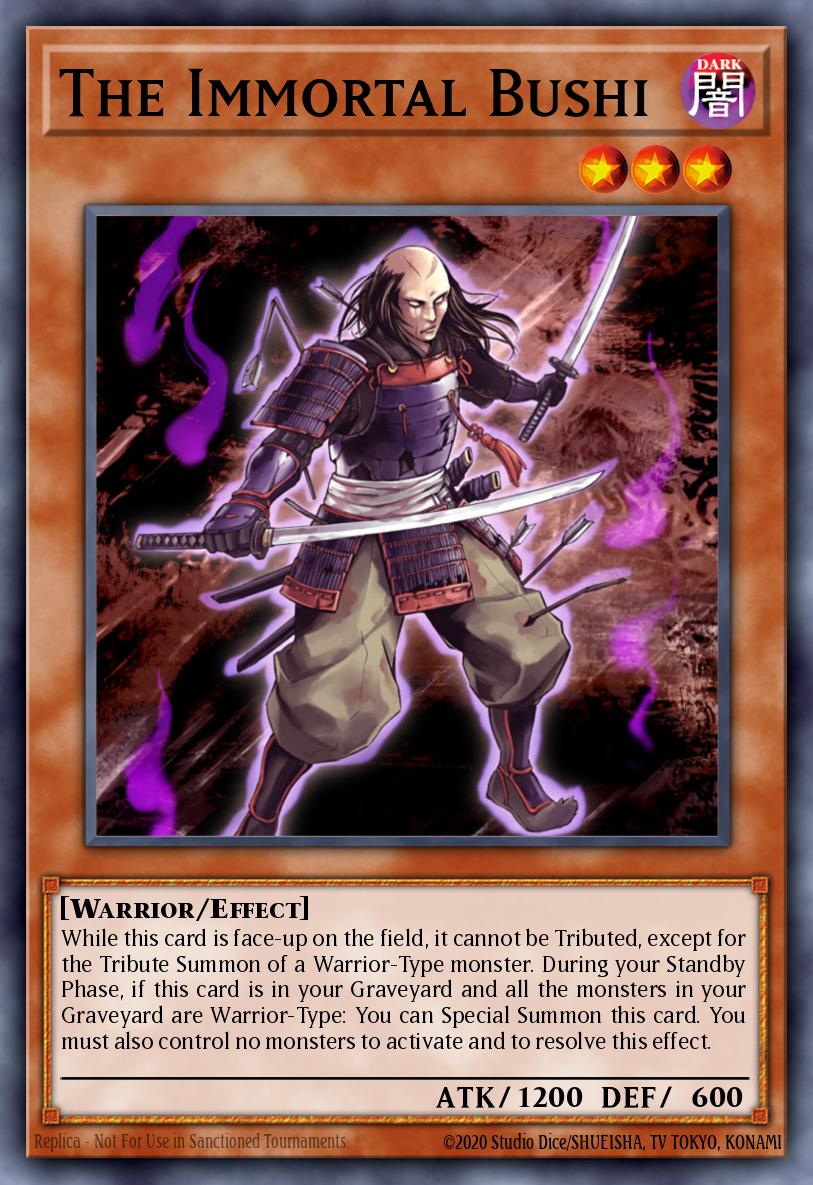 The Immortal Bushi
DARK
闇
[Warrior/Effect]
While this card is face-up on the field, it cannot be Tributed, except for
the Tribute Summon of a Warrior-Type monster. During your Standby
Phase, if this card is in your Graveyard and all the monsters in your
Graveyard are Warrior-Type: You can Special Summon this card. You
must also control no monsters to activate and to resolve this effect.
ATK/ 1200 DEF/ 600
Replica - Not For Use in Sanctioned Tournaments.
©2020 Studio Dice/SHUEISHA, TV TOKYO, KONAMI